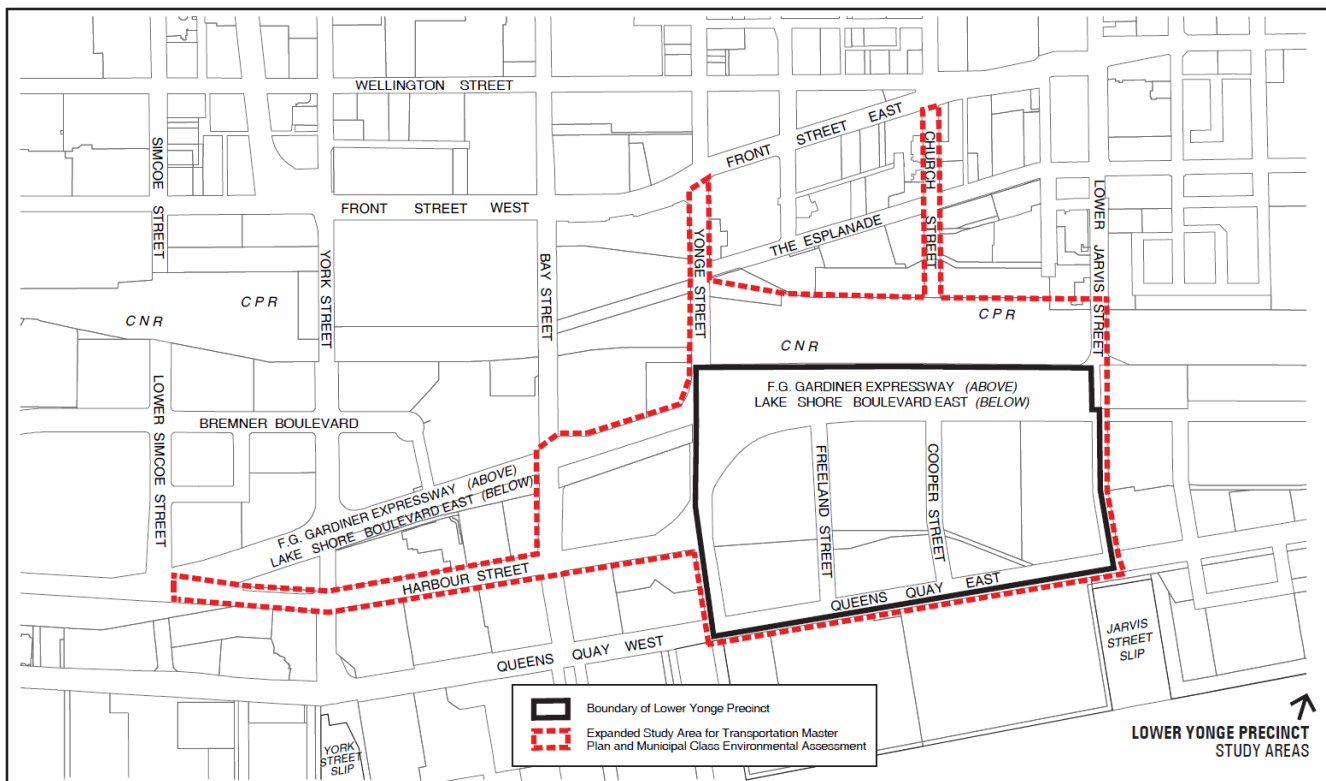 WELLINGTON STREET
FRONT STREET EAST
CHURCH STREET
SIMCOE STREET
FRONT STREET WEST
YONGE STREET
THE ESPLANADE
LOWER JARVIS STREET
YORK STREET
BAY STREET
CPR
CNR
CPR
CNR
F.G. GARDINER EXPRESSWAY (ABOVE)
LAKE SHORE BOULEVARD EAST (BELOW)
LOWER SIMCOE STREET
BREMNER BOULEVARD
FREELAND STREET
COOPER STREET
F.G. GARDINER EXPRESSWAY (ABOVE)
LAKE SHORE BOULEVARD EAST (BELOW)
HARBOUR STREET
QUEENS QUAY EAST
QUEENS QUAY WEST
JARVIS
STREET
SLIP
YORK
STREET
SLIP
Boundary of Lower Yonge Precinct
Expanded Study Area for Transportation Master
Plan and Municipal Class Environmental Assessment
LOWER YONGE PRECINCT
STUDY AREAS